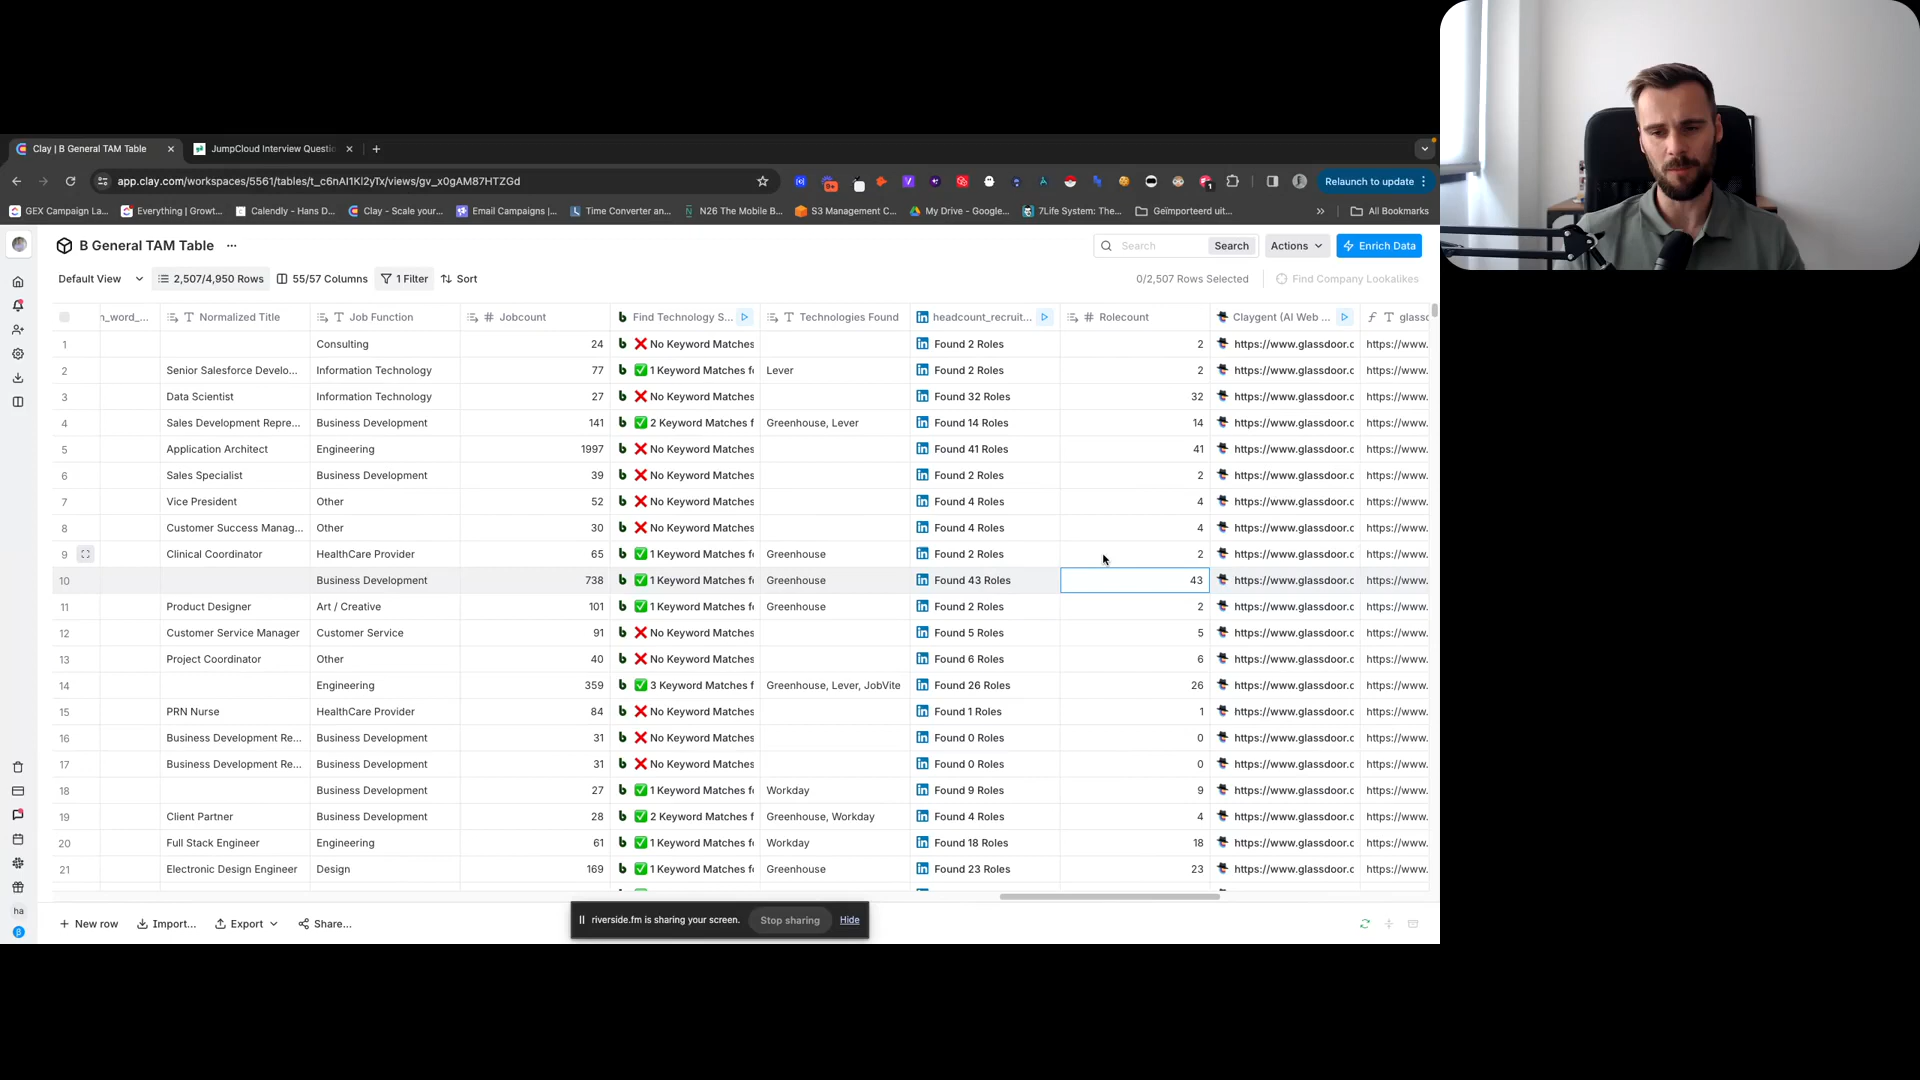 Clay | B General TAM Table
JumpCloud Interview Questio
app.clay.com/workspaces/5561/tables/t_c6nAI1Kl2yTx/views/gv_x0gAM87HTZGd
9+
1
Relaunch to update
GEX Campaign La...
Everything | Growt...
Calendly - Hans D...
Clay - Scale your...
Email Campaigns |...
Time Converter an...
N26 The Mobile B...
S3 Management C...
My Drive - Google...
7Life System: The...
Geïmporteerd uit...
»
All Bookmarks
B General TAM Table
...
Search
Search
Actions
Enrich Data
Default View
2,507/4,950 Rows
55/57 Columns
1 Filter
Sort
0/2,507 Rows Selected
Find Company Lookalikes
n_word_... Normalized Title Job Function # Jobcount Find Technology S... Technologies Found headcount_recruit... # Rolecount Claygent (AI Web ... glassd
1 Consulting 24 No Keyword Matches Found 2 Roles 2 https://www.glassdoor.c https://www.
2 Senior Salesforce Develo... Information Technology 77 1 Keyword Matches f Lever Found 2 Roles 2 https://www.glassdoor.c https://www.
3 Data Scientist Information Technology 27 No Keyword Matches Found 32 Roles 32 https://www.glassdoor.c https://www.
4 Sales Development Repre... Business Development 141 2 Keyword Matches f Greenhouse, Lever Found 14 Roles 14 https://www.glassdoor.c https://www.
5 Application Architect Engineering 1997 No Keyword Matches Found 41 Roles 41 https://www.glassdoor.c https://www.
6 Sales Specialist Business Development 39 No Keyword Matches Found 2 Roles 2 https://www.glassdoor.c https://www.
7 Vice President Other 52 No Keyword Matches Found 4 Roles 4 https://www.glassdoor.c https://www.
8 Customer Success Manag... Other 30 No Keyword Matches Found 4 Roles 4 https://www.glassdoor.c https://www.
9 Clinical Coordinator HealthCare Provider 65 1 Keyword Matches f Greenhouse Found 2 Roles 2 https://www.glassdoor.c https://www.
10 Business Development 738 1 Keyword Matches f Greenhouse Found 43 Roles 43 https://www.glassdoor.c https://www.
11 Product Designer Art / Creative 101 1 Keyword Matches f Greenhouse Found 2 Roles 2 https://www.glassdoor.c https://www.
12 Customer Service Manager Customer Service 91 No Keyword Matches Found 5 Roles 5 https://www.glassdoor.c https://www.
13 Project Coordinator Other 40 No Keyword Matches Found 6 Roles 6 https://www.glassdoor.c https://www.
14 Engineering 359 3 Keyword Matches f Greenhouse, Lever, JobVite Found 26 Roles 26 https://www.glassdoor.c https://www.
15 PRN Nurse HealthCare Provider 84 No Keyword Matches Found 1 Roles 1 https://www.glassdoor.c https://www.
16 Business Development Re... Business Development 31 No Keyword Matches Found 0 Roles 0 https://www.glassdoor.c https://www.
17 Business Development Re... Business Development 31 No Keyword Matches Found 0 Roles 0 https://www.glassdoor.c https://www.
18 Business Development 27 1 Keyword Matches f Workday Found 9 Roles 9 https://www.glassdoor.c https://www.
19 Client Partner Business Development 28 2 Keyword Matches f Greenhouse, Workday Found 4 Roles 4 https://www.glassdoor.c https://www.
20 Full Stack Engineer Engineering 61 1 Keyword Matches f Workday Found 18 Roles 18 https://www.glassdoor.c https://www.
21 Electronic Design Engineer Design 169 1 Keyword Matches f Greenhouse Found 23 Roles 23 https://www.glassdoor.c https://www.
ha
+ New row
Import...
Export
Share...
riverside.fm is sharing your screen.
Stop sharing
Hide